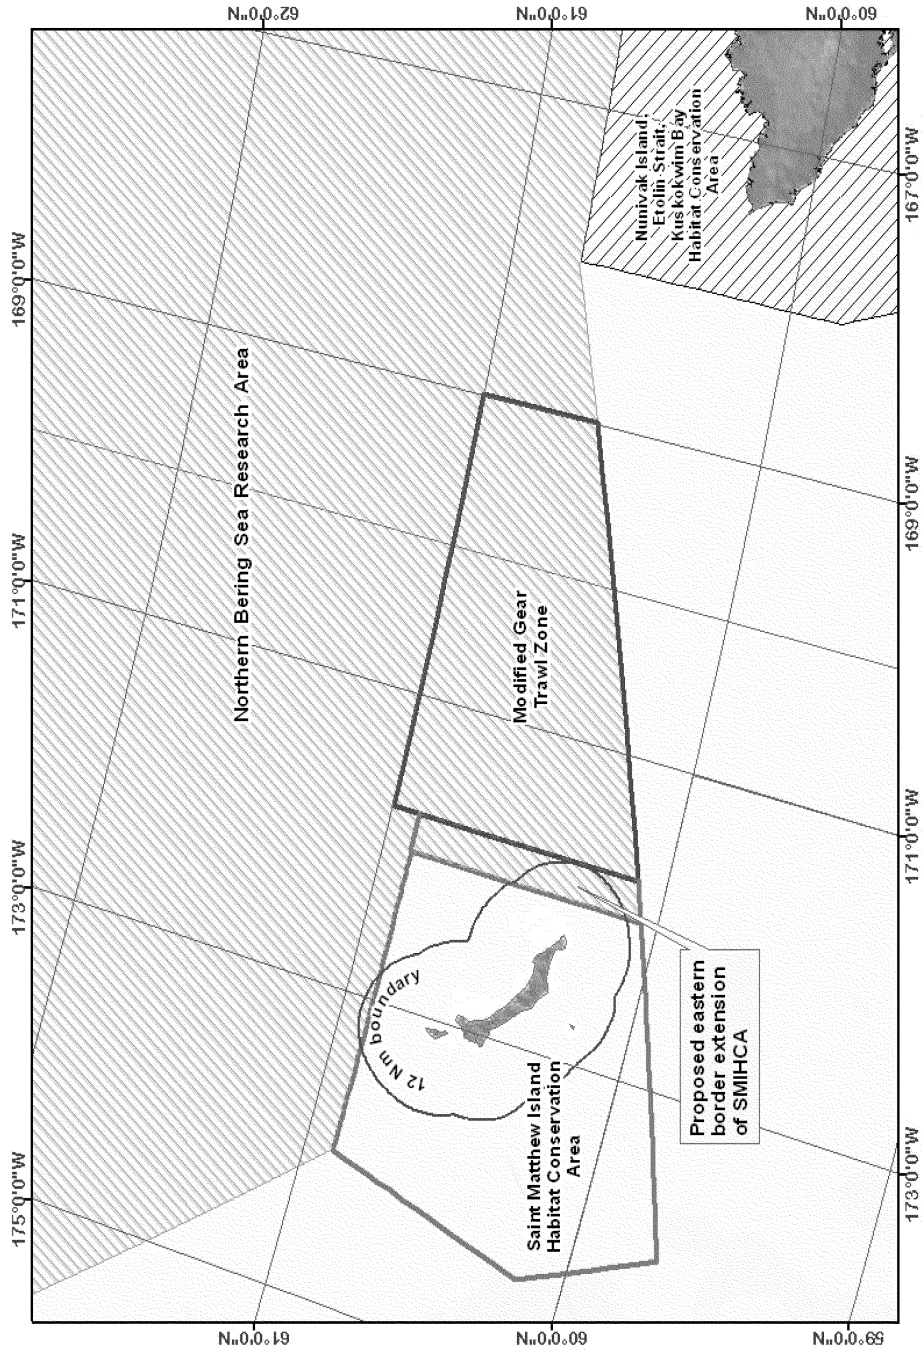 175°0'0"W
173°0'0"W
171°0'0"W
169°0'0"W
62°0'0"N
61°0'0"N
60°0'0"N
61°0'0"N
60°0'0"N
59°0'0"N
Northern Bering Sea Research Area
12 Nm boundary
Modified Gear
Trawl Zone
Saint Matthew Island
Habitat Conservation
Area
Nunivak Island,
Etolin Strait,
Kuskokwim Bay
Habitat Conservation
Area
Proposed eastern
border extension
of SMIHCA
173°0'0"W
171°0'0"W
169°0'0"W
167°0'0"W